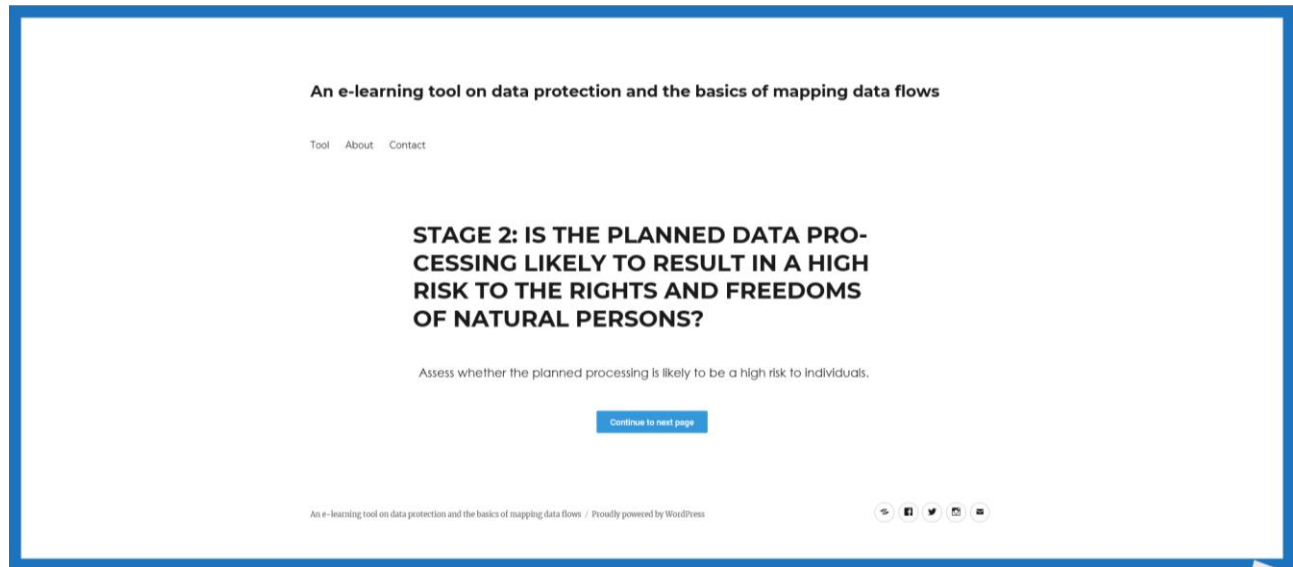 An e-learning tool on data protection and the basics of mapping data flows
Tool About Contact
STAGE 2: IS THE PLANNED DATA PRO-
CESSING LIKELY TO RESULT IN A HIGH
RISK TO THE RIGHTS AND FREEDOMS
OF NATURAL PERSONS?
Assess whether the planned processing is likely to be a high risk to individuals.
Continue to next page
An e-learning tool on data protection and the basics of mapping data flows / Proudly powered by WordPress